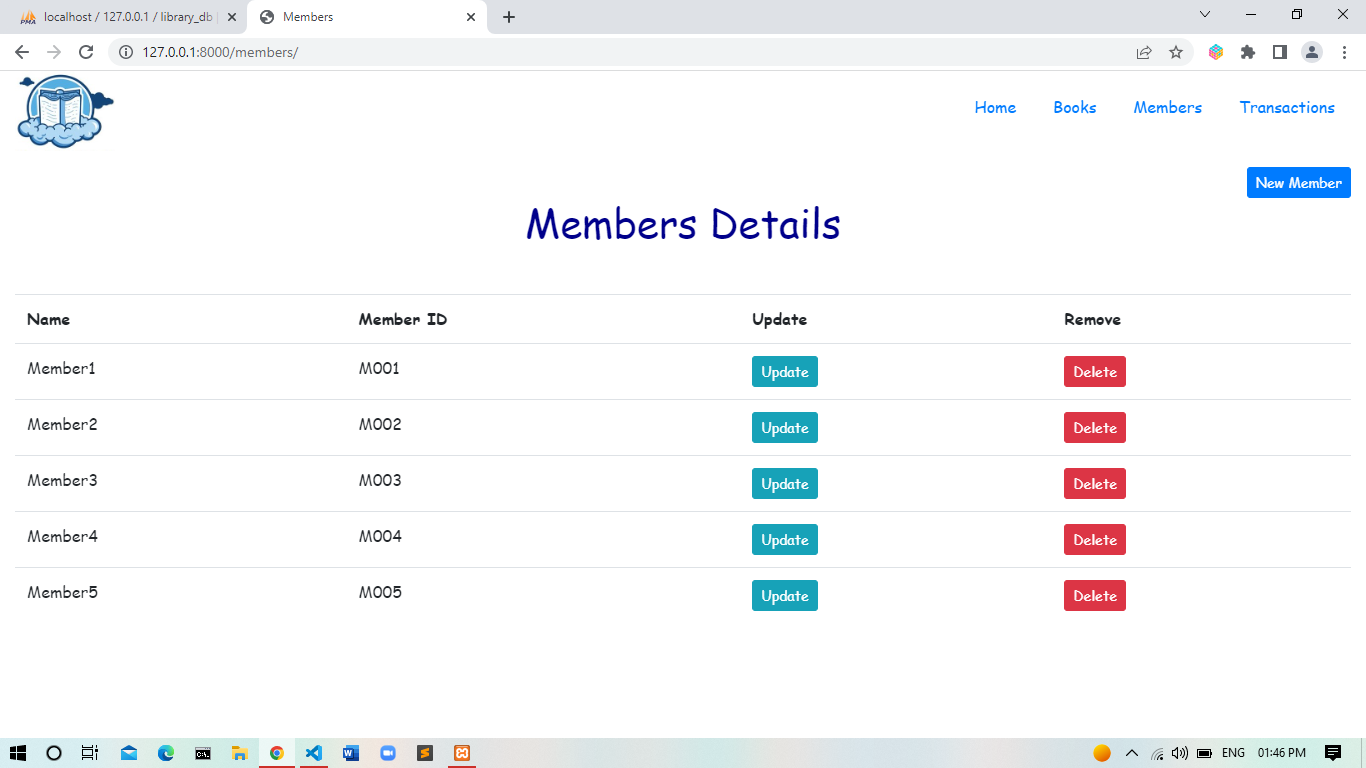 localhost / 127.0.0.1 / library_db
Members
127.0.0.1:8000/members/
Home Books Members Transactions
New Member
Members Details
Name Member ID Update Remove
Member1 M001 Update Delete
Member2 M002 Update Delete
Member3 M003 Update Delete
Member4 M004 Update Delete
Member5 M005 Update Delete
ENG 01:46 PM